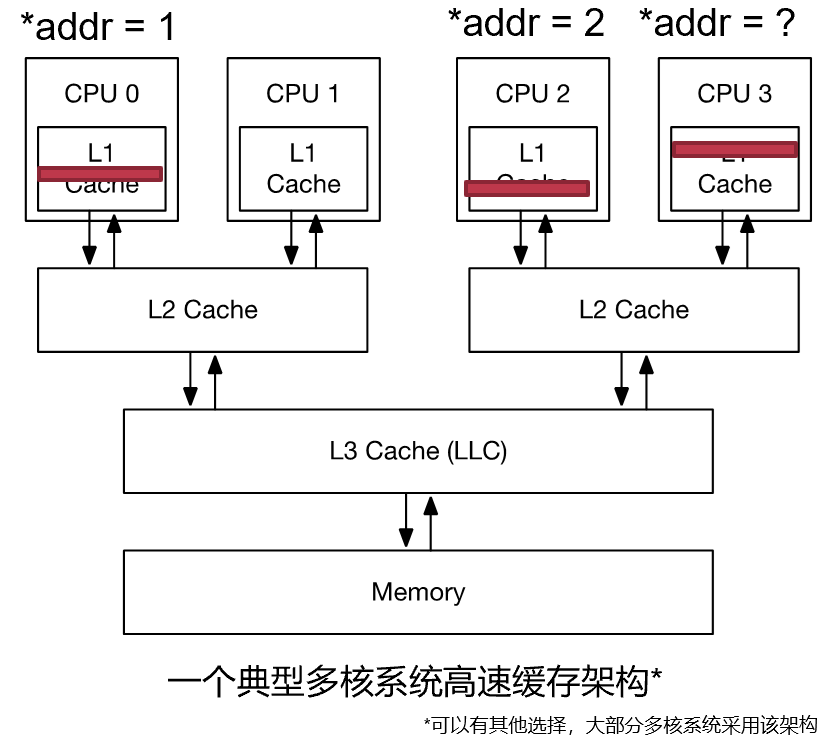 *addr = 1
*addr = 2
*addr = ?
CPU 0
CPU 1
CPU 2
CPU 3
L1
Cache
L1
Cache
L1
Cache
L1
Cache
L2 Cache
L2 Cache
L3 Cache (LLC)
Memory
一个典型多核系统高速缓存架构*
*可以有其他选择，大部分多核系统采用该架构